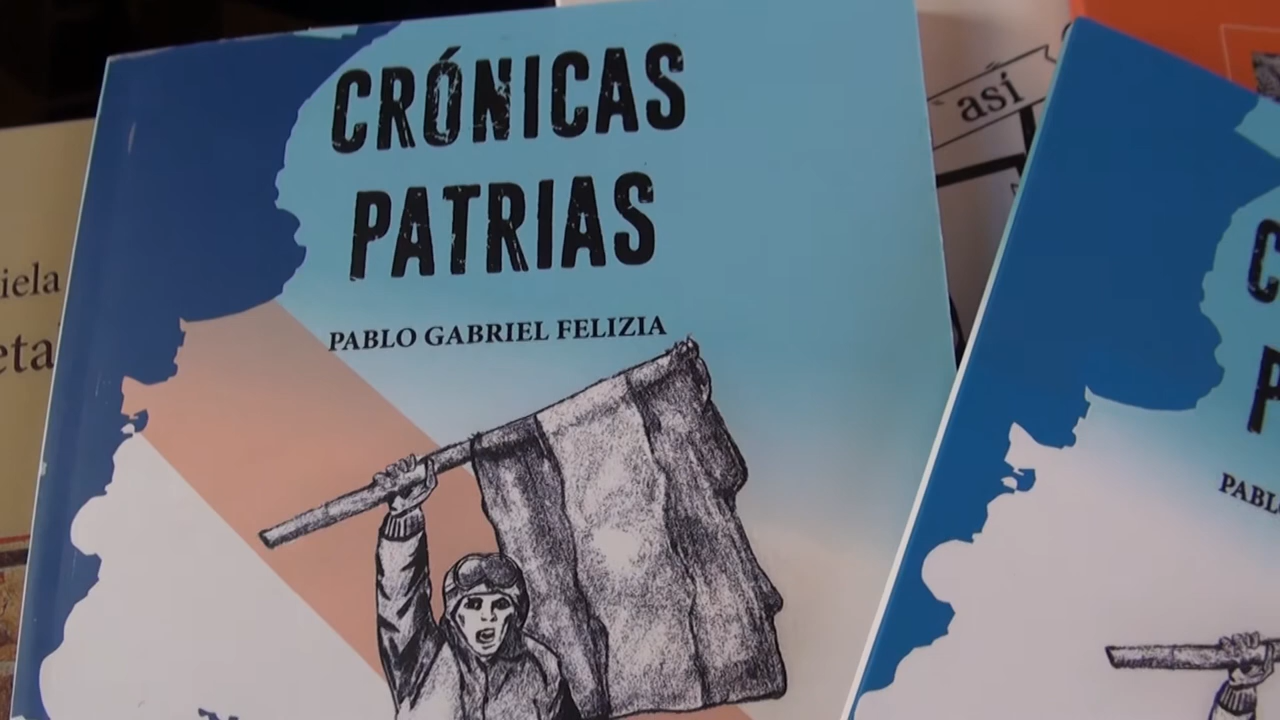 CRÓNICAS
PATRIAS
PABLO GABRIEL FELIZIA
así
iela
eta
C
P
PABL